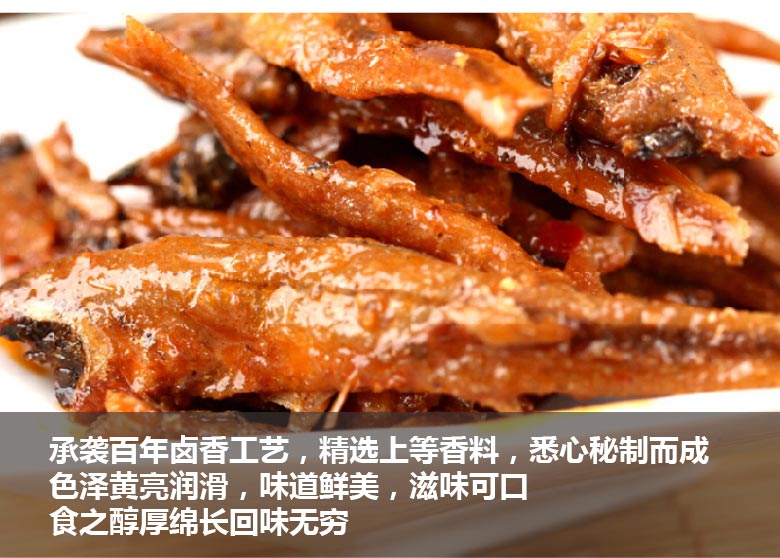 承袭百年卤香工艺，精选上等香料，悉心秘制而成
色泽黄亮润滑，味道鲜美，滋味可口
食之醇厚绵长回味无穷